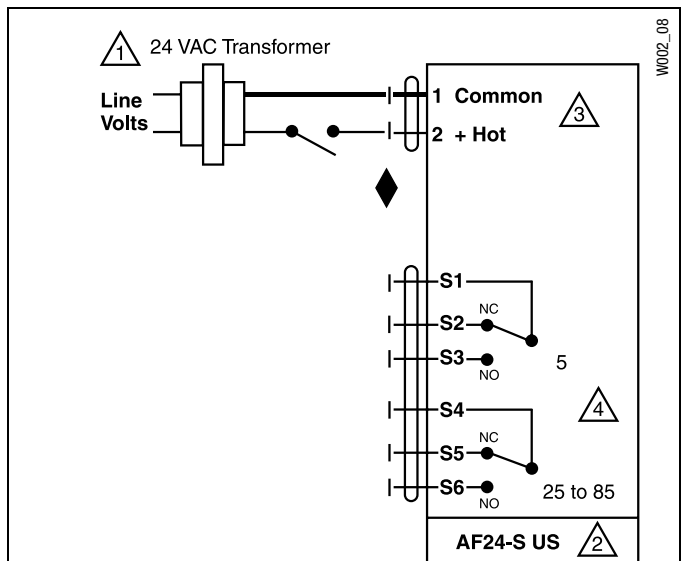 W002_08
1 24 VAC Transformer
Line
Volts
1 Common
3
2 + Hot
S1
NC
S2
S3
NO
5
S4
4
NC
S5
S6
NO
25 to 85
AF24-S US 2